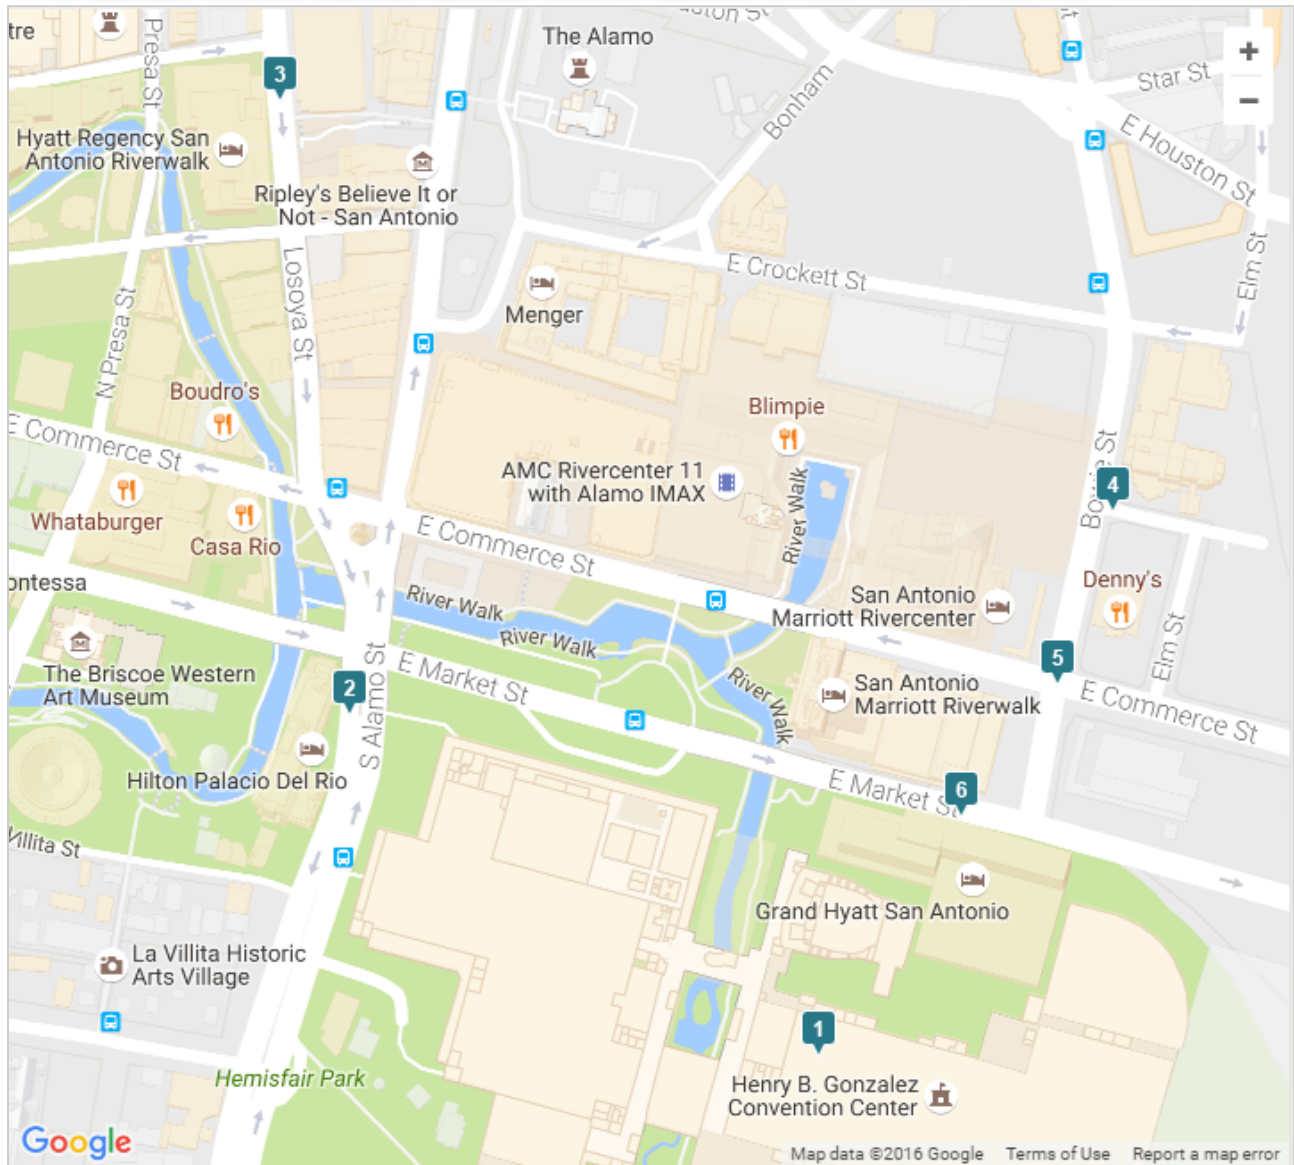 tre
Presa St
3
ouston St
The Alamo
Star St
+
−
Bonham
E Houston St
Hyatt Regency San
Antonio Riverwalk
Ripley's Believe It or
Not - San Antonio
E Crockett St
Elm St
Losoya St
N Presa St
Menger
Boudro's
Blimpie
E Commerce St
AMC Rivercenter 11
with Alamo IMAX
River Walk
Bowie St
4
Whataburger
Casa Rio
E Commerce St
ontessa
River Walk
River Walk
San Antonio
Marriott Rivercenter
Denny's
Elm St
5
The Briscoe Western
Art Museum
2
E Market St
River Walk
San Antonio
Marriott Riverwalk
E Commerce St
S Alamo St
Hilton Palacio Del Rio
E Market St
6
Villita St
Grand Hyatt San Antonio
La Villita Historic
Arts Village
1
Hemisfair Park
Henry B. Gonzalez
Convention Center
Google
Map data ©2016 Google
Terms of Use
Report a map error